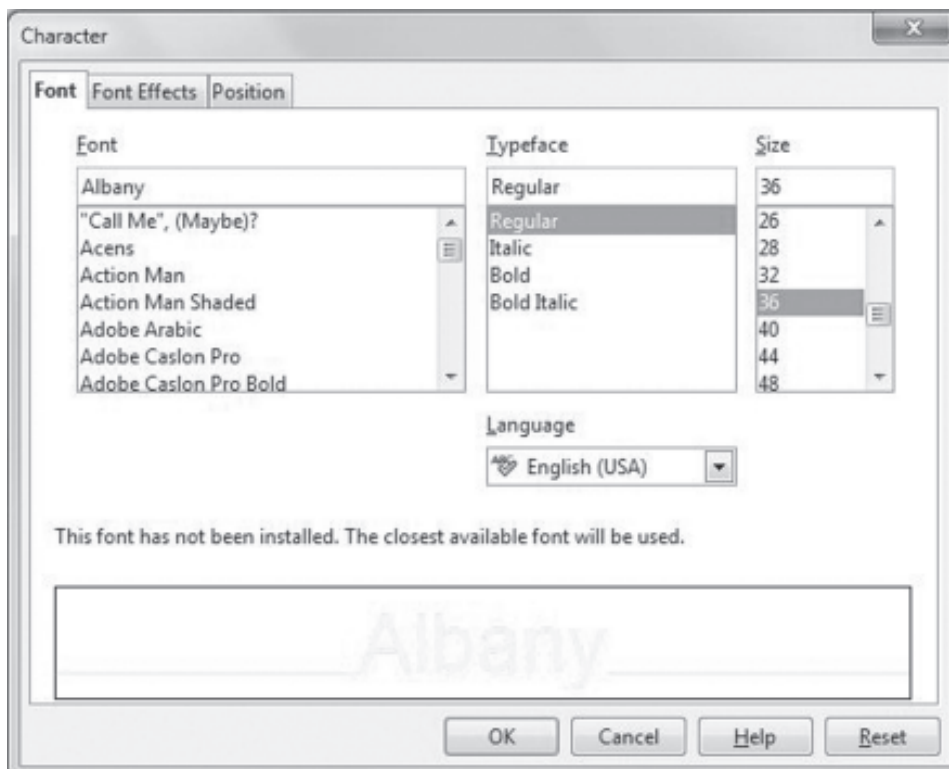 Character
Font Font Effects Position
Font Typeface Size
Albany Regular 36
"Call Me", (Maybe)? Regular 26
Acens Italic 28
Action Man Bold 32
Action Man Shaded Bold Italic 36
Adobe Arabic 40
Adobe Caslon Pro 44
Adobe Caslon Pro Bold 48
Language
ABC English (USA)
This font has not been installed. The closest available font will be used.
Albany
OK Cancel Help Reset